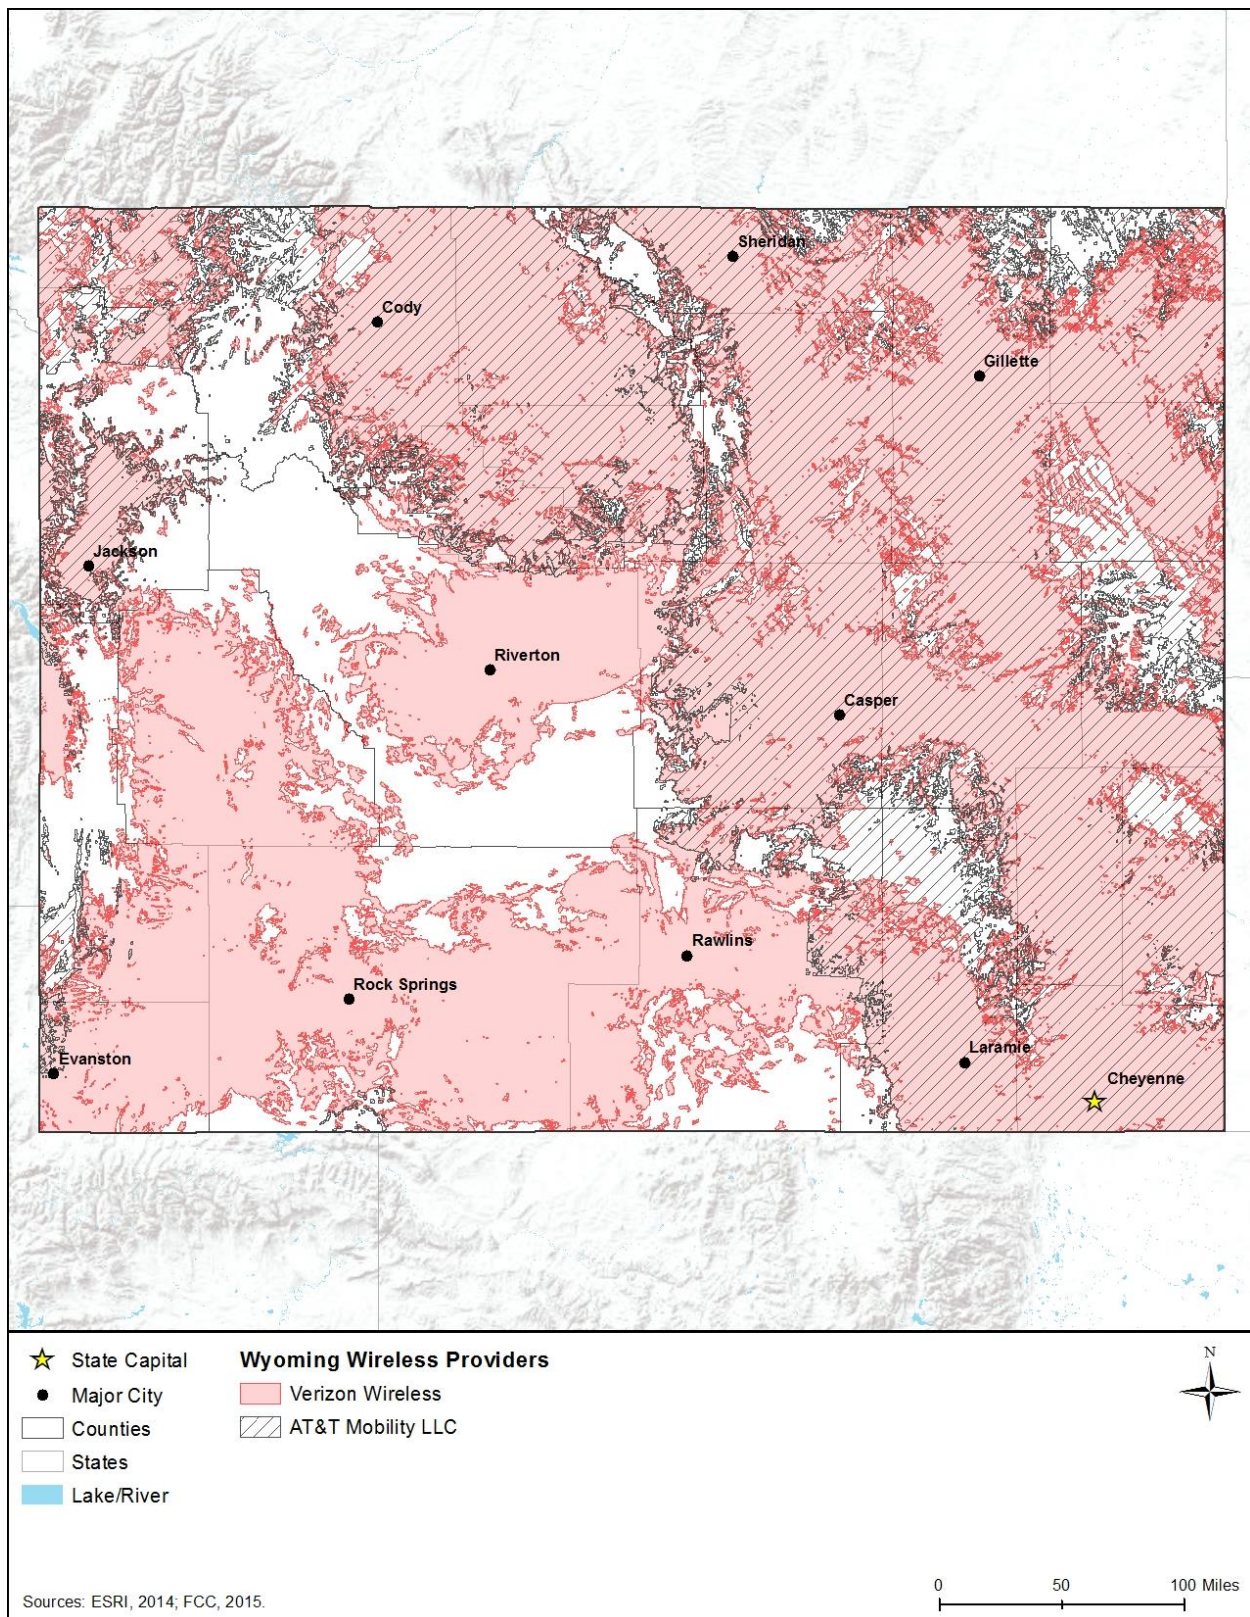 Sheridan
Cody
Gillette
Jackson
Riverton
Casper
Rawlins
Rock Springs
Evanston
Laramie
Cheyenne
State Capital
Major City
Counties
States
Lake/River
Wyoming Wireless Providers
Verizon Wireless
AT&T Mobility LLC
N
0 50 100 Miles
Sources: ESRI, 2014; FCC, 2015.